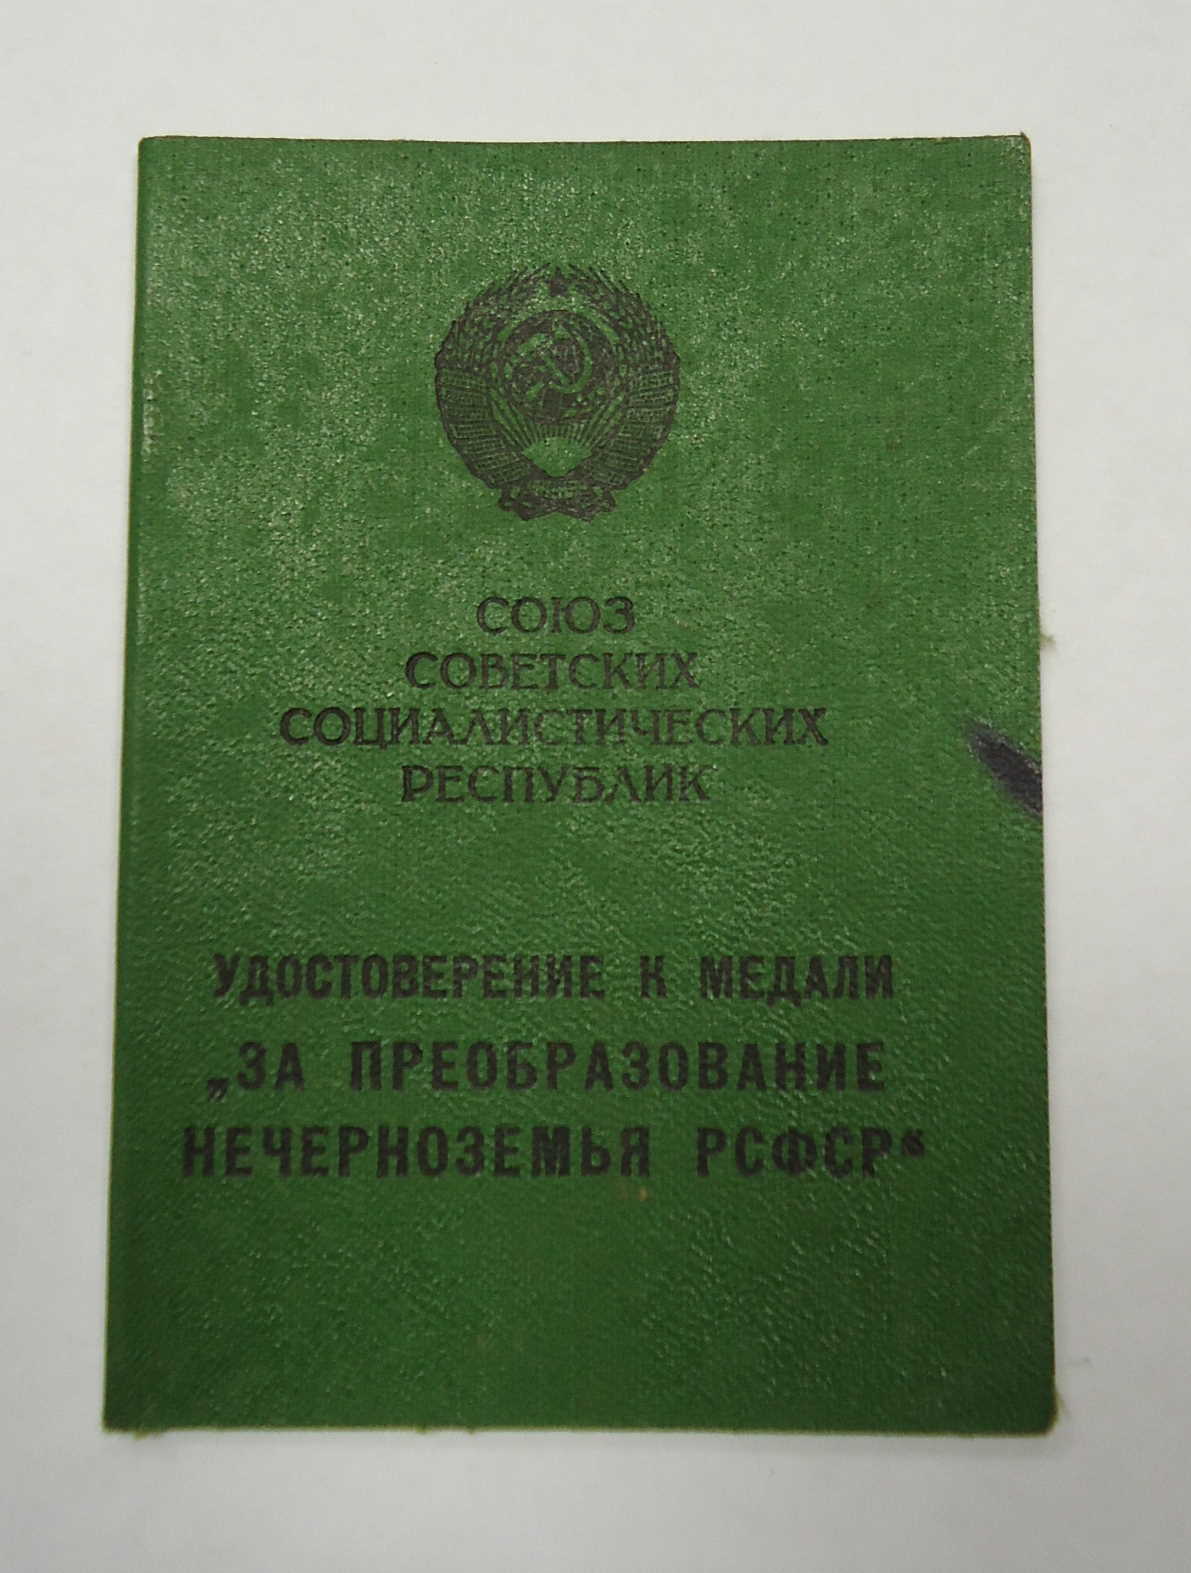 СОЮЗ
СОВЕТСКИХ
СОЦИАЛИСТИЧЕСКИХ
РЕСПУБЛИК
УДОСТОВЕРЕНИЕ К МЕДАЛИ
„ЗА ПРЕОБРАЗОВАНИЕ
НЕЧЕРНОЗЕМЬЯ РСФСР“